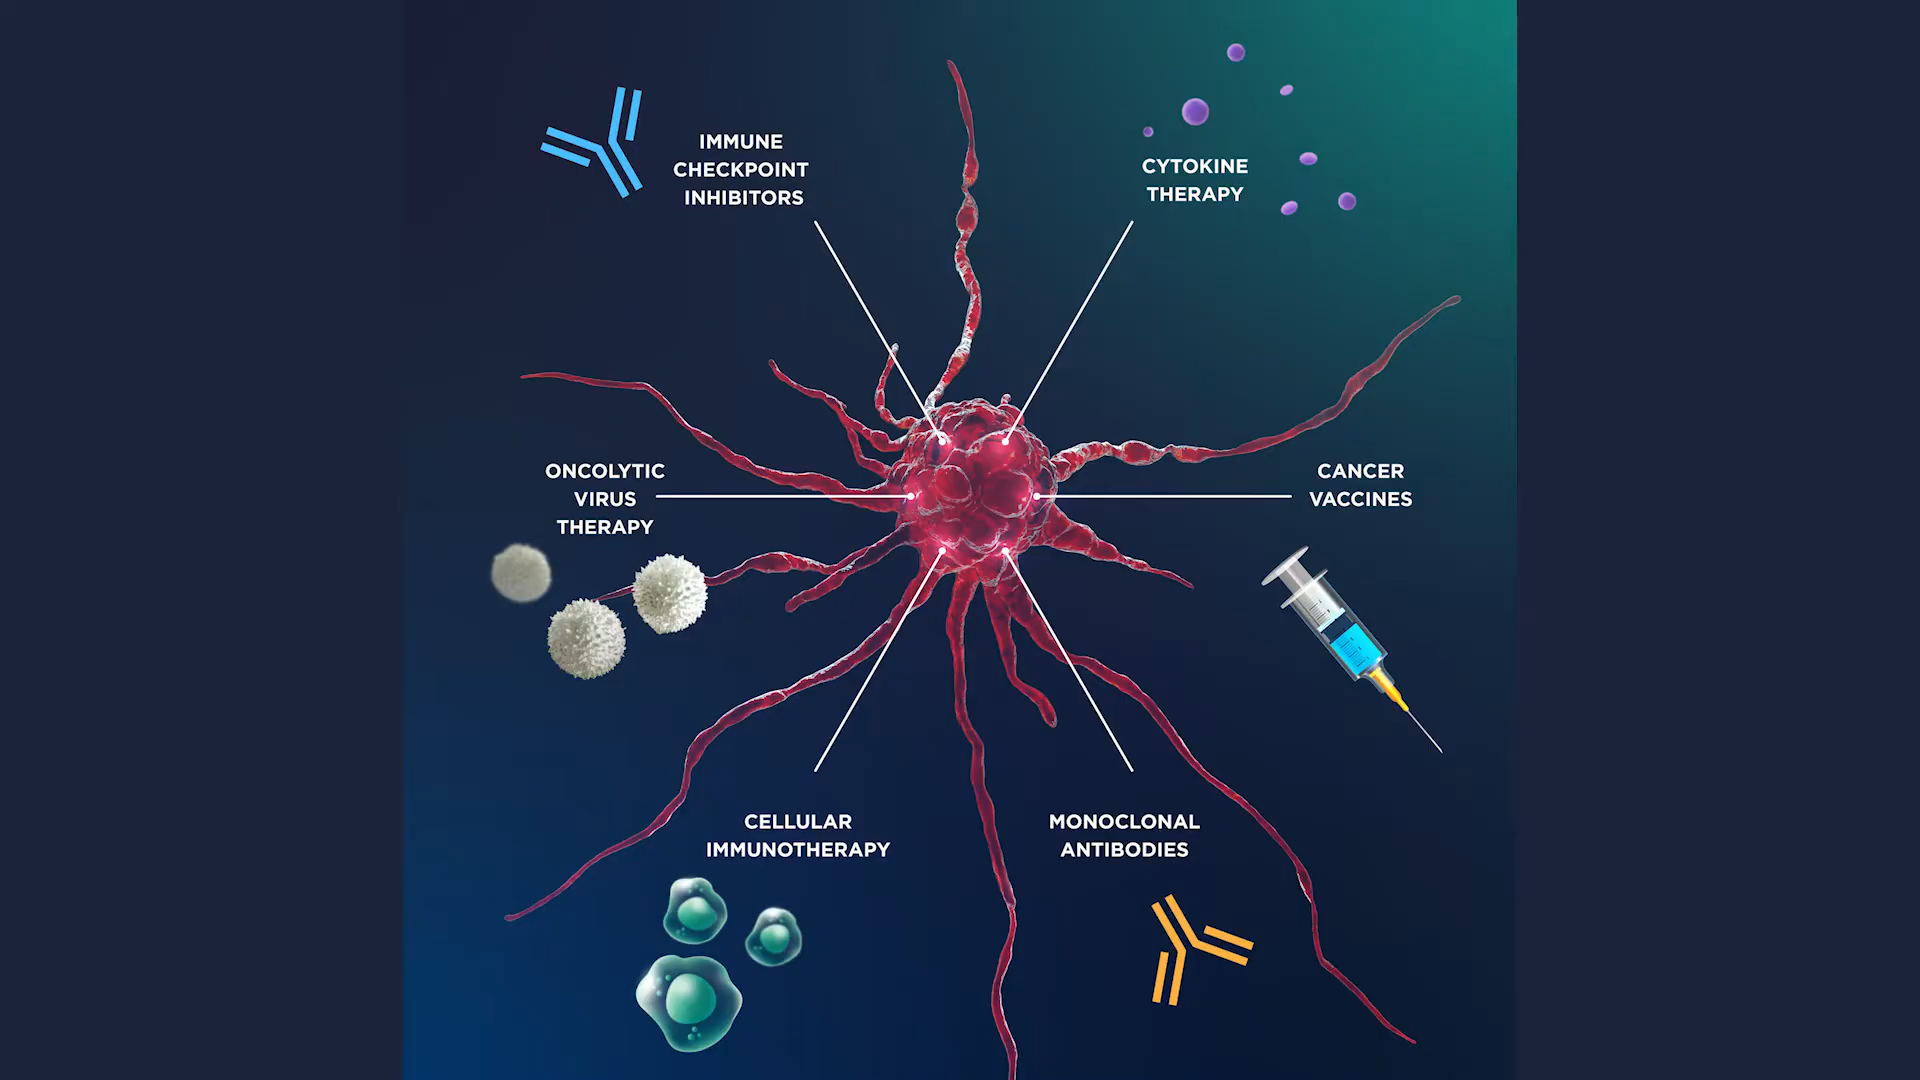 IMMUNE
CHECKPOINT
INHIBITORS
CYTOKINE
THERAPY
ONCOLYTIC
VIRUS
THERAPY
CANCER
VACCINES
CELLULAR
IMMUNOTHERAPY
MONOCLONAL
ANTIBODIES